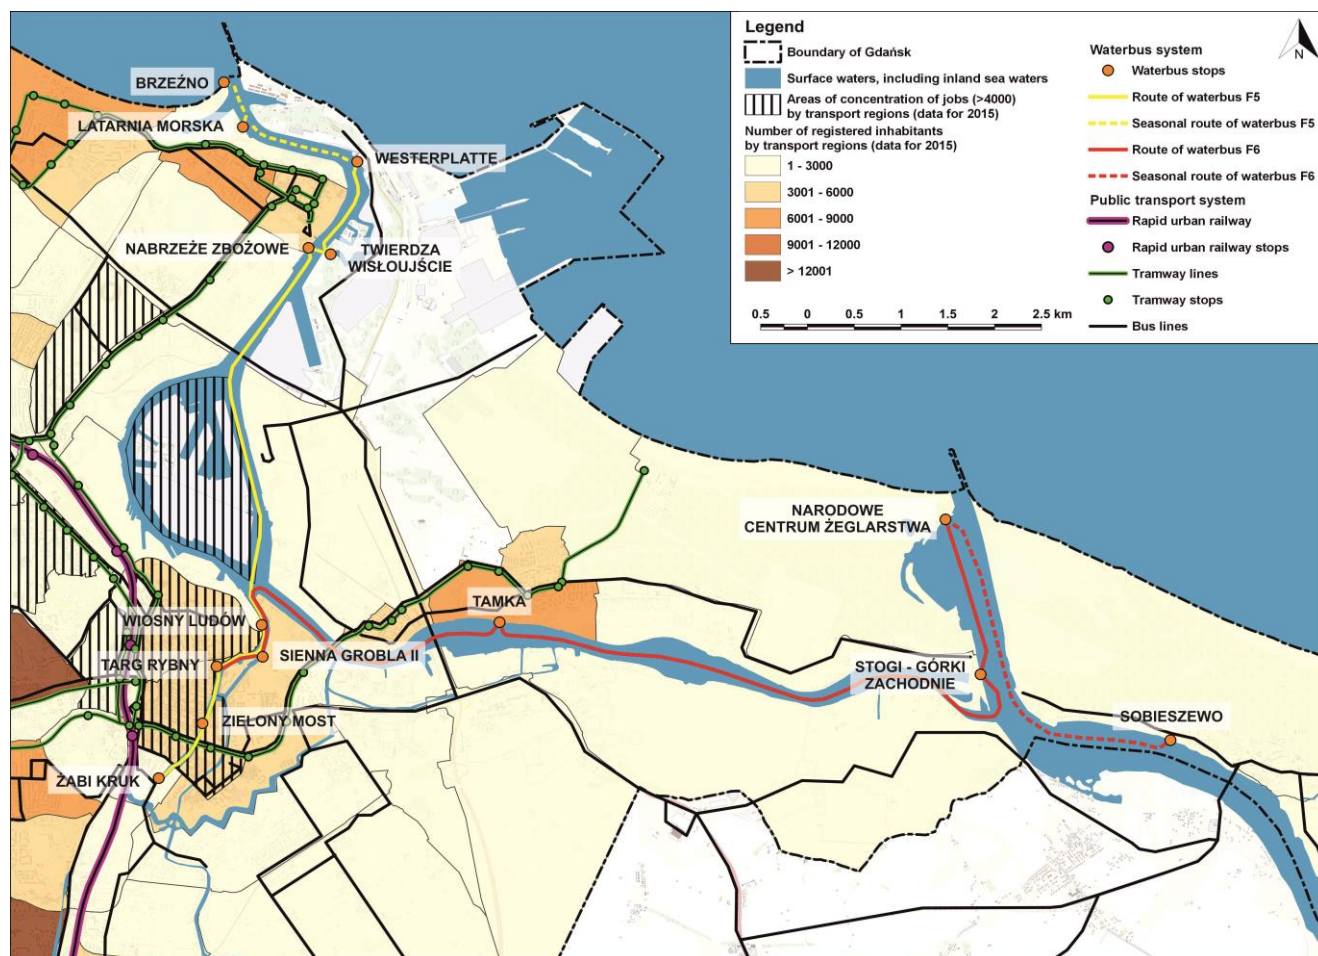 Legend
Boundary of Gdańsk
Surface waters, including inland sea waters
Areas of concentration of jobs (>4000)
by transport regions (data for 2015)
Number of registered inhabitants
by transport regions (data for 2015)
1 - 3000
3001 - 6000
6001 - 9000
9001 - 12000
> 12001
0.5 0 0.5 1 1.5 2 2.5 km
Waterbus system
Waterbus stops
Route of waterbus F5
Seasonal route of waterbus F5
Route of waterbus F6
Seasonal route of waterbus F6
Public transport system
Rapid urban railway
Rapid urban railway stops
Tramway lines
Tramway stops
Bus lines
N
BRZEŹNO
LATARNIA MORSKA
WESTERPLATTE
NABRZEŻE ZBOŻOWE
TWIERDZA
WISŁOUJŚCIE
NARODOWE
CENTRUM ŻEGLARSTWA
TAMKA
WIOSNY LUDÓW
SIENNA GROBLA II
TARG RYBNY
STOGI - GÓRKI
ZACHODNIE
SOBIESZEWO
ZIELONY MOST
ŻABI KRUK